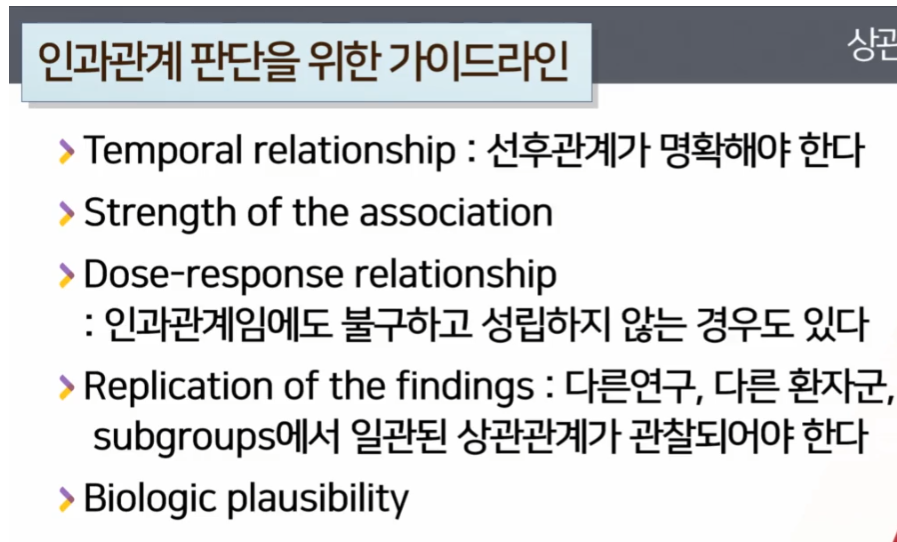 인과관계 판단을 위한 가이드라인
상관
Temporal relationship : 선후관계가 명확해야 한다
Strength of the association
Dose-response relationship
: 인과관계임에도 불구하고 성립하지 않는 경우도 있다
Replication of the findings : 다른연구, 다른 환자군,
subgroups에서 일관된 상관관계가 관찰되어야 한다
Biologic plausibility